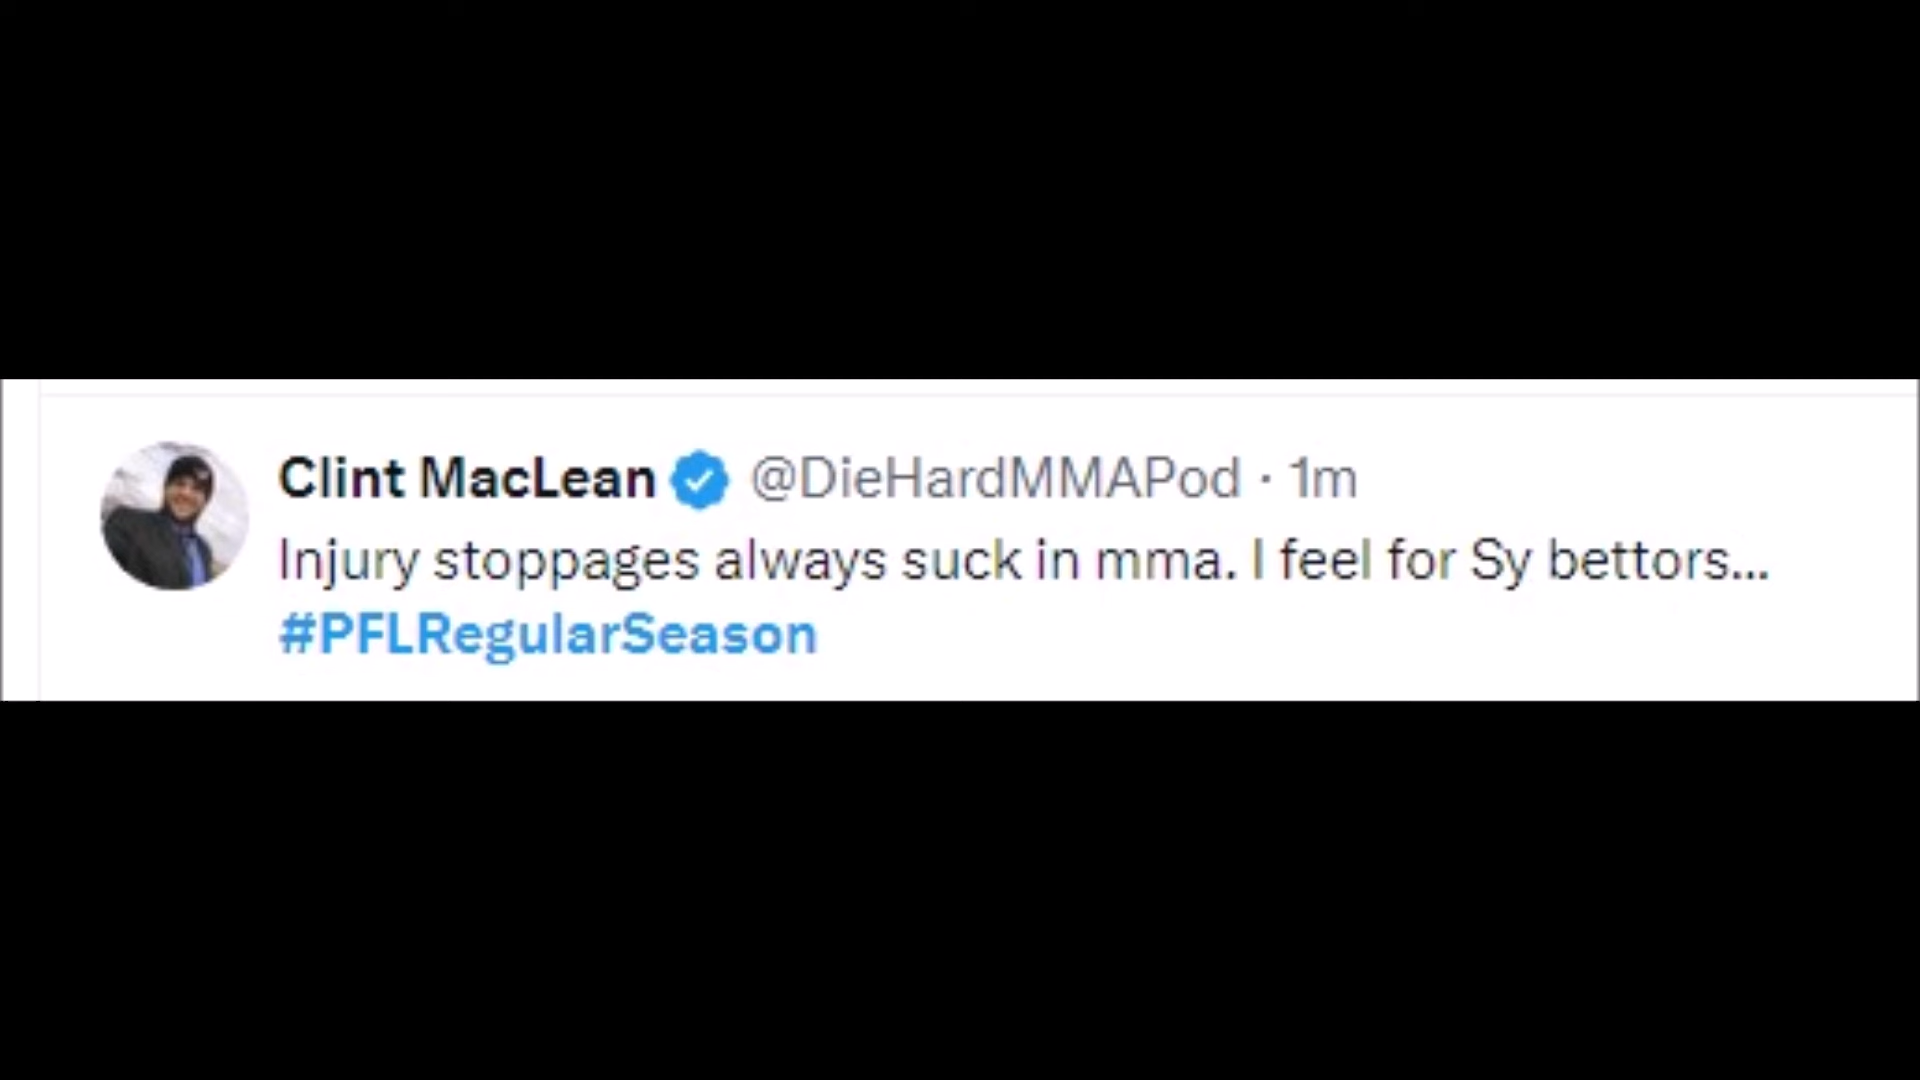 Clint MacLean @DieHardMMAPod · 1m
Injury stoppages always suck in mma. I feel for Sy bettors...
#PFLRegularSeason